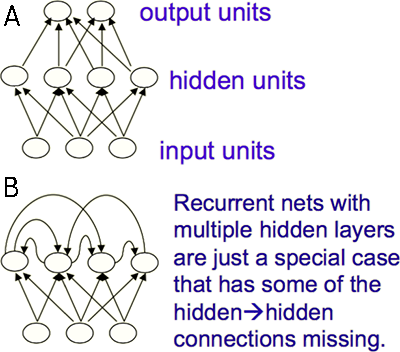 A
output units
hidden units
input units
B
Recurrent nets with
multiple hidden layers
are just a special case
that has some of the
hidden→hidden
connections missing.